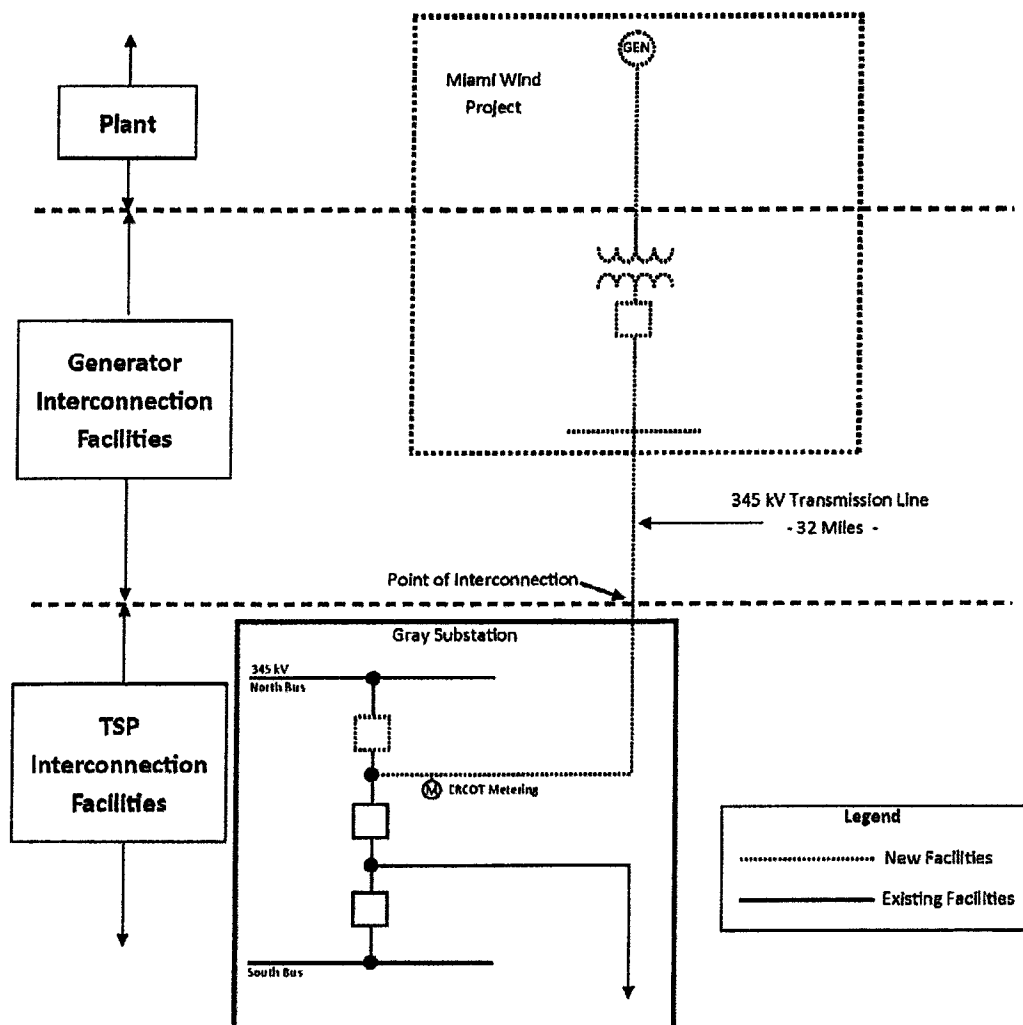 GEN
Miami Wind
Project
Plant
Generator
Interconnection
Facilities
345 kV Transmission Line
- 32 Miles -
Point of Interconnection
Gray Substation
345 kV
North Bus
TSP
Interconnection
Facilities
M ERCOT Metering
Legend
New Facilities
Existing Facilities
South Bus